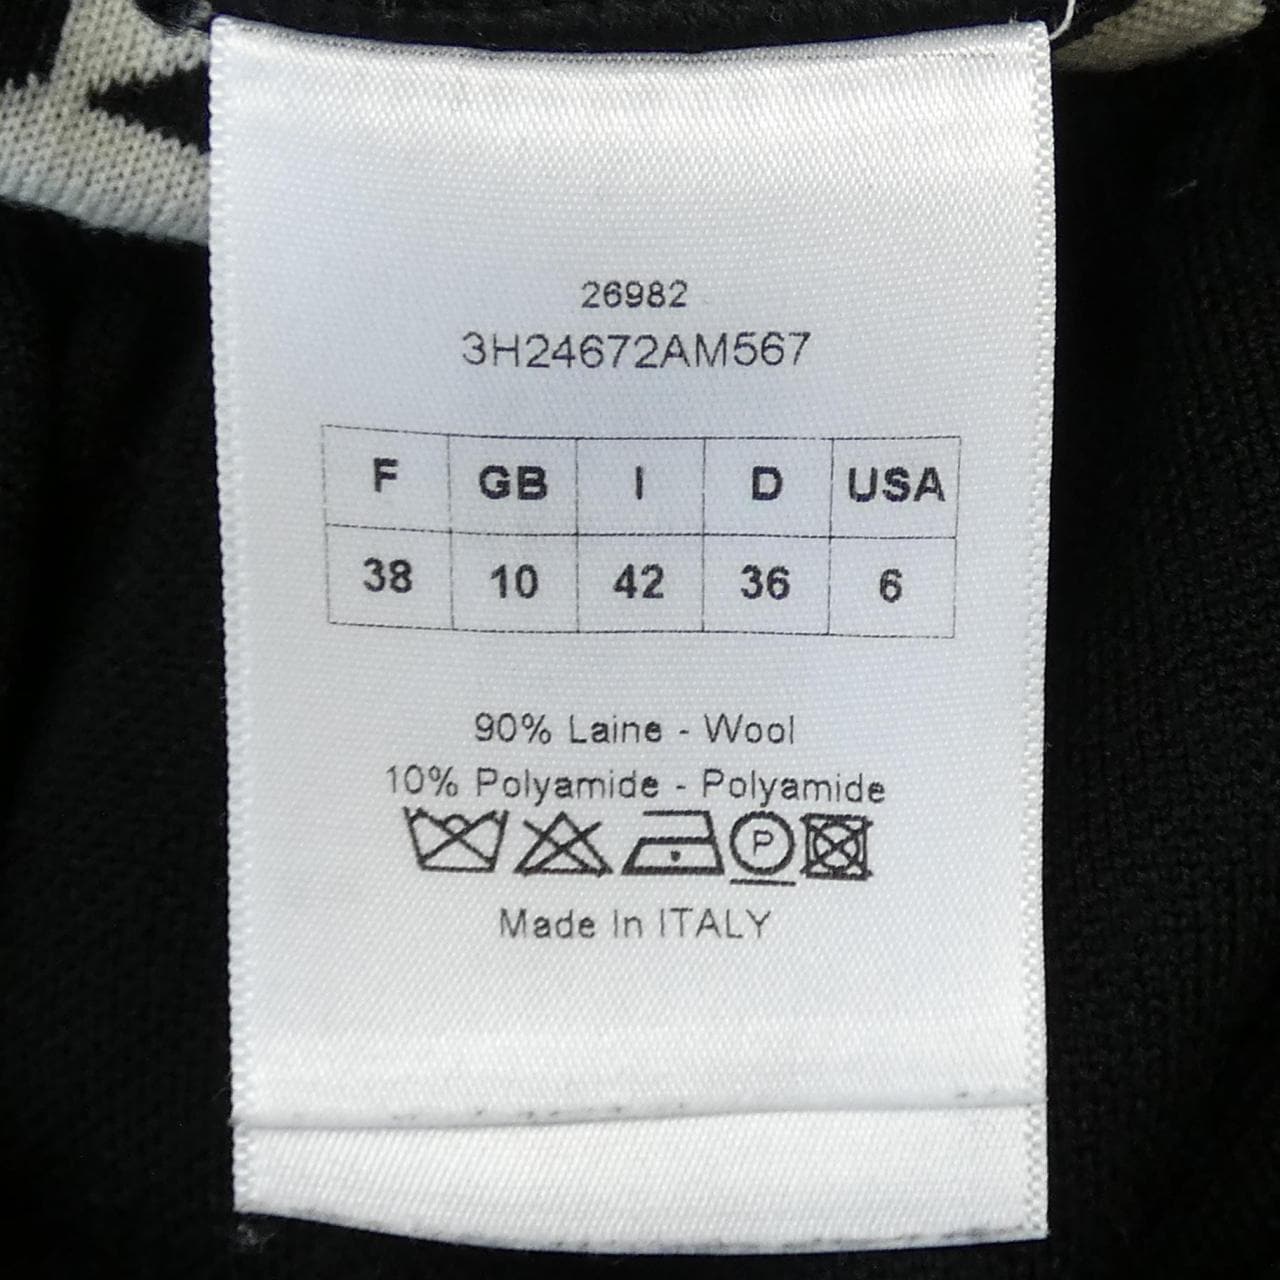 26982
3H24672AM567
F GB I D USA
38 10 42 36 6
90% Laine - Wool
10% Polyamide - Polyamide
P
Made In ITALY